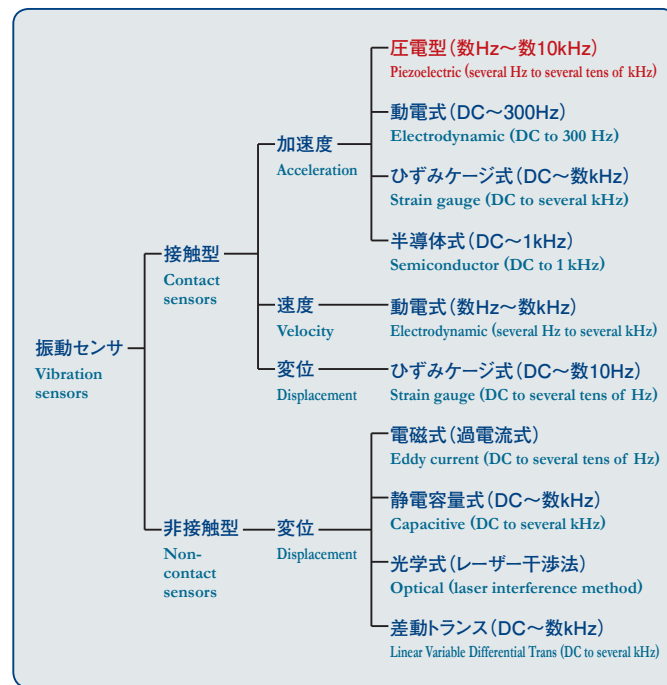 圧電型(数Hz～数10kHz)
Piezoelectric (several Hz to several tens of kHz)
動電式(DC～300Hz)
Electrodynamic (DC to 300 Hz)
加速度
Acceleration
ひずみケージ式(DC～数kHz)
Strain gauge (DC to several kHz)
半導体式(DC～1kHz)
Semiconductor (DC to 1 kHz)
接触型
Contact
sensors
速度
Velocity
動電式(数Hz～数kHz)
Electrodynamic (several Hz to several kHz)
振動センサ
Vibration
sensors
変位
Displacement
ひずみケージ式(DC～数10Hz)
Strain gauge (DC to several tens of Hz)
電磁式(過電流式)
Eddy current (DC to several tens of Hz)
静電容量式(DC～数kHz)
Capacitive (DC to several kHz)
非接触型
Non-
contact
sensors
変位
Displacement
光学式(レーザー干渉法)
Optical (laser interference method)
差動トランス(DC～数kHz)
Linear Variable Differential Trans (DC to several kHz)